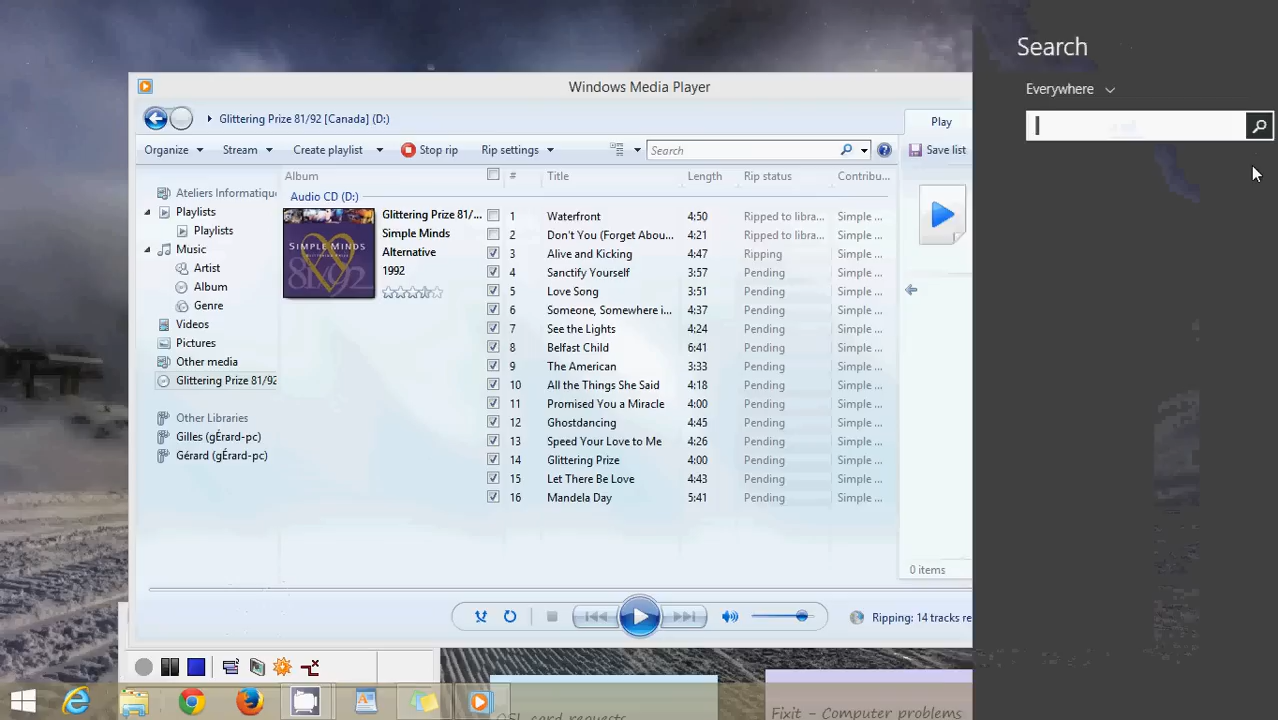 Search
Everywhere
Windows Media Player
Glittering Prize 81/92 [Canada] (D:)
Play
Organize Stream Create playlist Stop rip Rip settings Search Save list
Album # Title Length Rip status Contribu...
Audio CD (D:)
Glittering Prize 81/...
Simple Minds
Alternative
1992
SIMPLE MINDS
81/92
Ateliers Informatique
Playlists
Playlists
Music
Artist
Album
Genre
Videos
Pictures
Other media
Glittering Prize 81/92
Other Libraries
Gilles (gÉrard-pc)
Gérard (gÉrard-pc)
1 Waterfront 4:50 Ripped to libra... Simple ...
2 Don't You (Forget Abou... 4:21 Ripped to libra... Simple ...
3 Alive and Kicking 4:47 Ripping Simple ...
4 Sanctify Yourself 3:57 Pending Simple ...
5 Love Song 3:51 Pending Simple ...
6 Someone, Somewhere i... 4:37 Pending Simple ...
7 See the Lights 4:24 Pending Simple ...
8 Belfast Child 6:41 Pending Simple ...
9 The American 3:33 Pending Simple ...
10 All the Things She Said 4:18 Pending Simple ...
11 Promised You a Miracle 4:00 Pending Simple ...
12 Ghostdancing 4:45 Pending Simple ...
13 Speed Your Love to Me 4:26 Pending Simple ...
14 Glittering Prize 4:00 Pending Simple ...
15 Let There Be Love 4:43 Pending Simple ...
16 Mandela Day 5:41 Pending Simple ...
0 items
Ripping: 14 tracks re
QSL card requests
Fixit - Computer problems